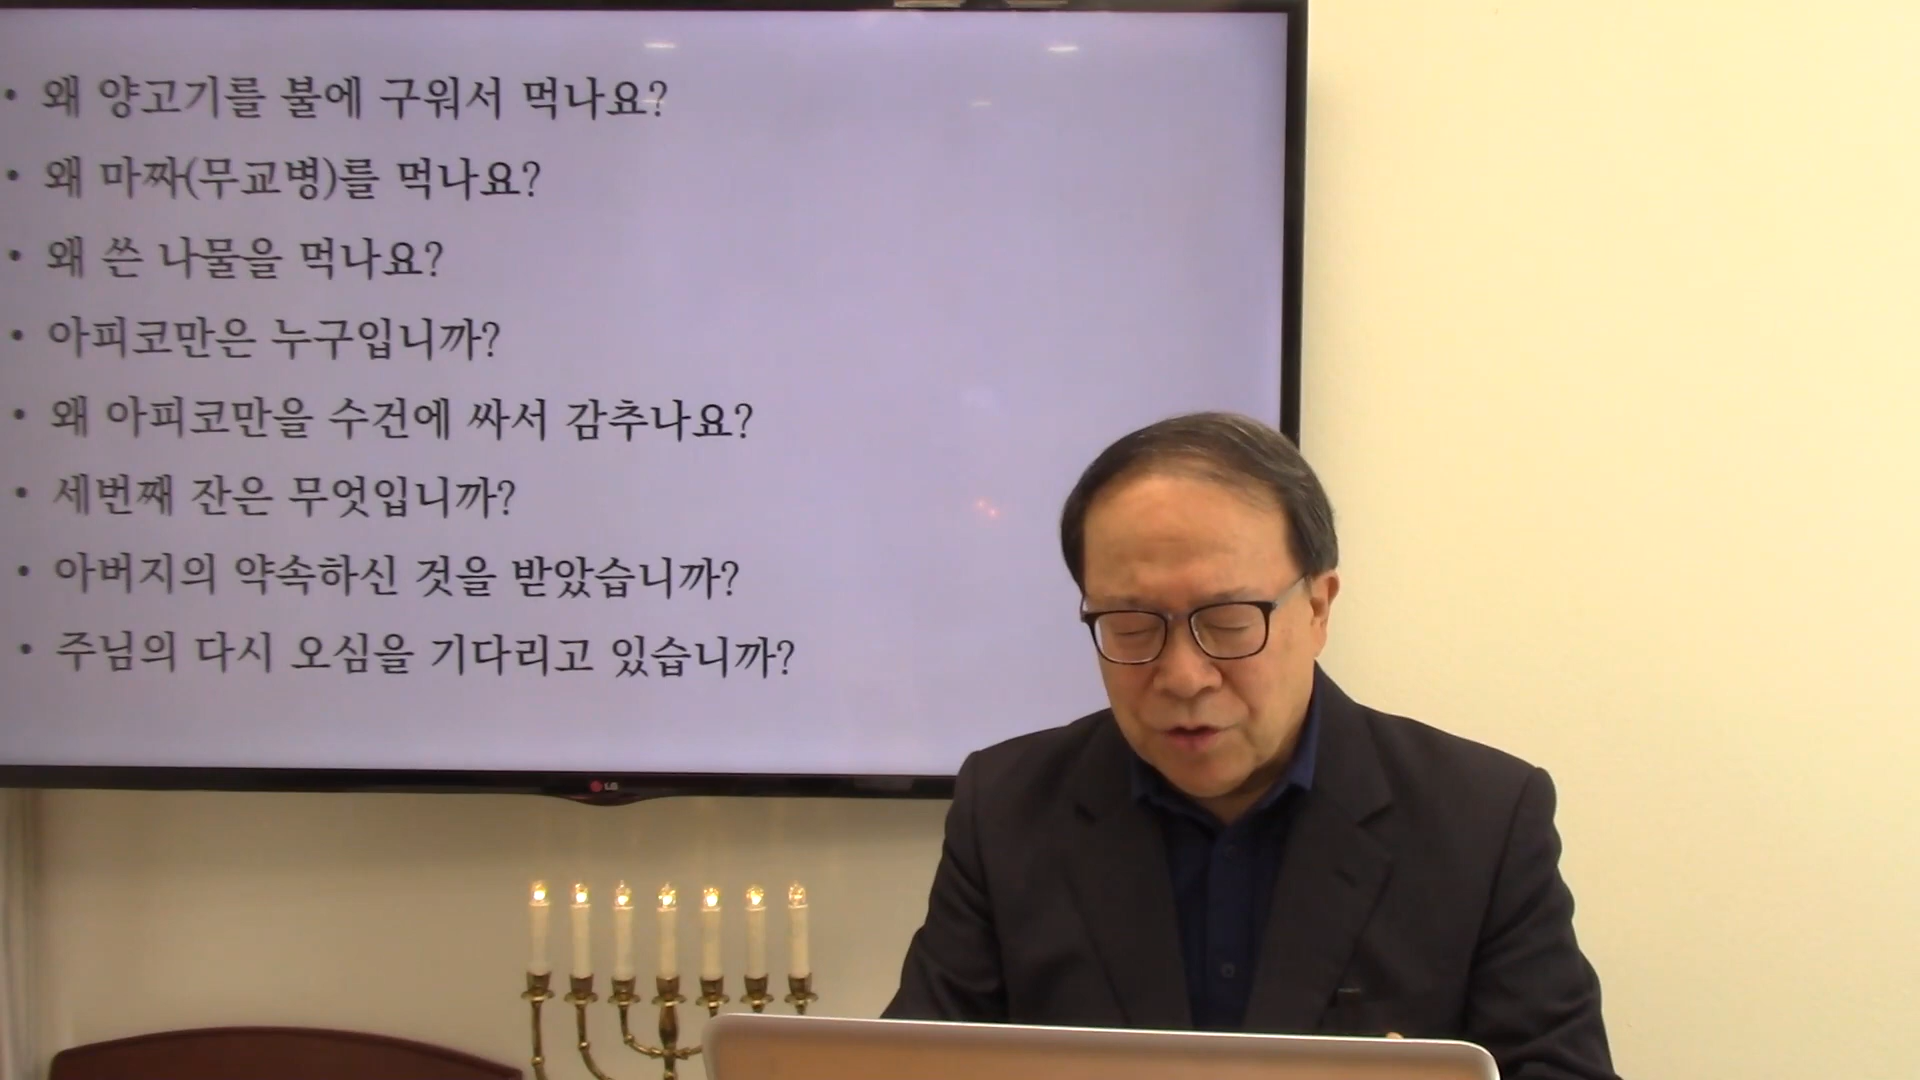 • 왜 양고기를 불에 구워서 먹나요?
• 왜 마짜(무교병)를 먹나요?
• 왜 쓴 나물을 먹나요?
• 아피코만은 누구입니까?
• 왜 아피코만을 수건에 싸서 감추나요?
• 세번째 잔은 무엇입니까?
• 아버지의 약속하신 것을 받았습니까?
• 주님의 다시 오심을 기다리고 있습니까?
LG